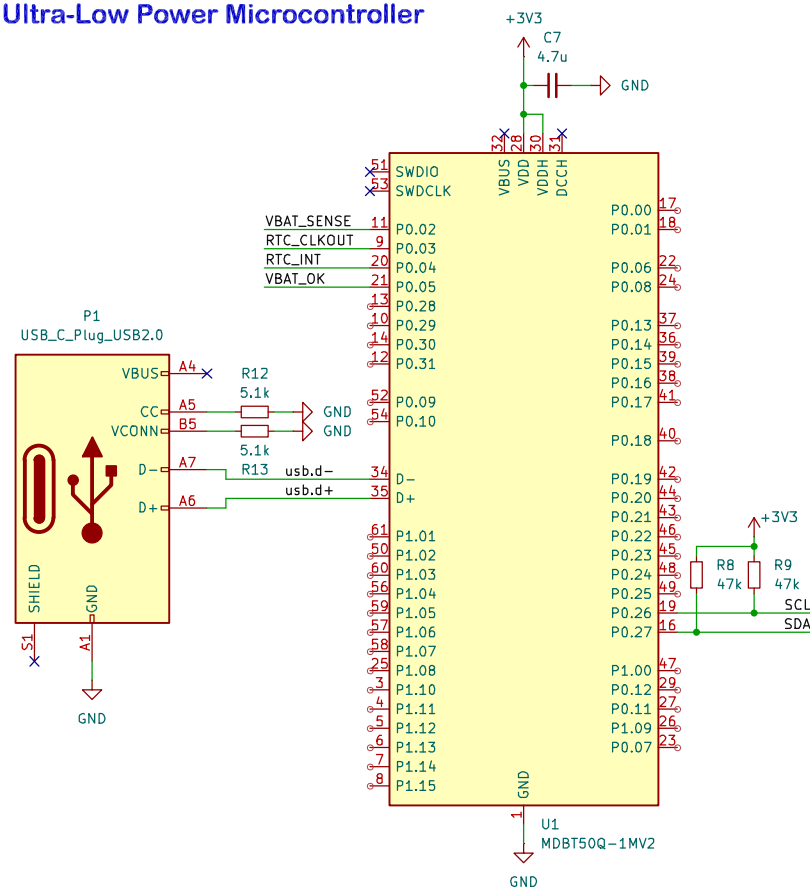 Ultra-Low Power Microcontroller
+3V3
C7
4.7u
GND
32
28
30
31
VBUS
VDD
VDDH
DCCH
51 SWDIO
53 SWDCLK
P0.00 17
P0.01 18
VBAT_SENSE 11 P0.02
RTC_CLKOUT 9 P0.03
RTC_INT 20 P0.04
VBAT_OK 21 P0.05
P0.06 22
P0.08 24
13 P0.28
10 P0.29
14 P0.30
12 P0.31
P0.13 37
P0.14 36
P0.15 39
P0.16 38
P0.17 41
52 P0.09
54 P0.10
P0.18 40
P1
USB_C_Plug_USB2.0
VBUS A4
CC A5
VCONN B5
D- A7
D+ A6
SHIELD
GND
S1
A1
GND
R12
5.1k
GND
GND
5.1k
R13
usb.d-
usb.d+
34 D-
35 D+
P0.19 42
P0.20 44
P0.21 43
P0.22 46
P0.23 45
P0.24 48
P0.25 49
P0.26 19
P0.27 16
+3V3
R8
47k
R9
47k
SCL
SDA
61 P1.01
50 P1.02
60 P1.03
56 P1.04
59 P1.05
57 P1.06
58 P1.07
25 P1.08
3 P1.10
4 P1.11
5 P1.12
6 P1.13
7 P1.14
8 P1.15
P1.00 47
P0.12 29
P0.11 27
P1.09 26
P0.07 23
GND
1
U1
MDBT50Q-1MV2
GND